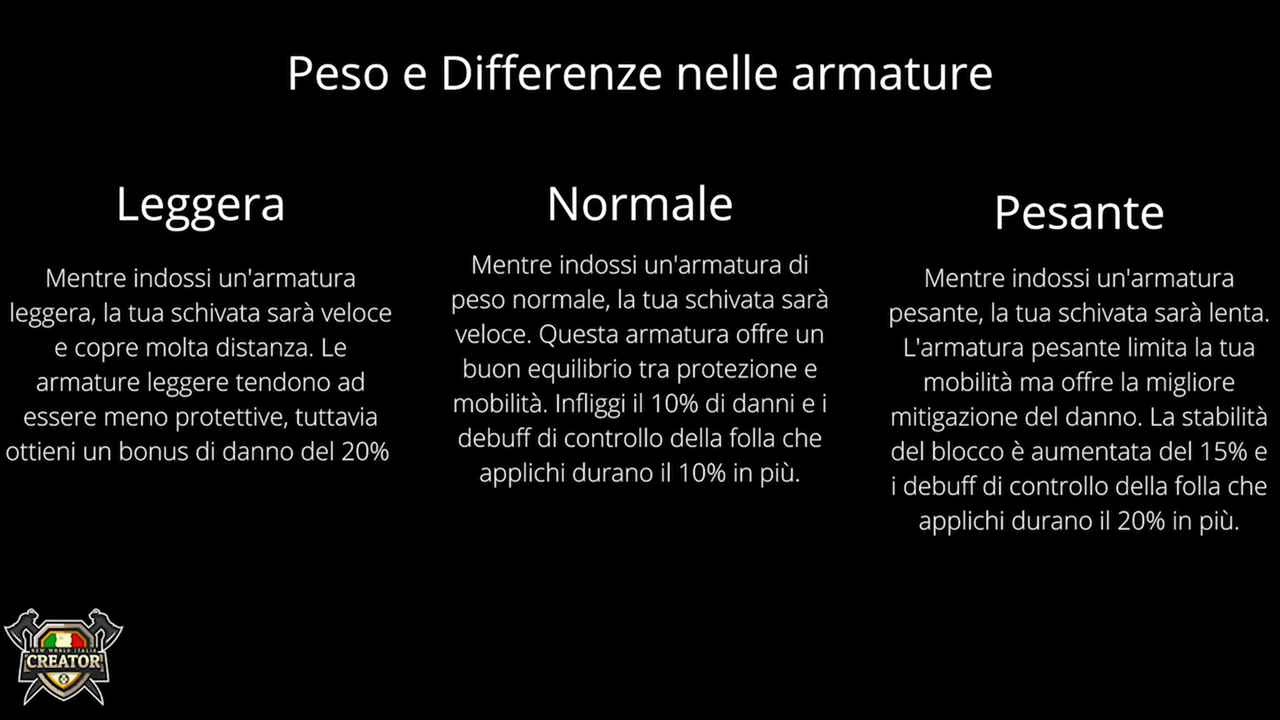 Peso e Differenze nelle armature
Leggera
Mentre indossi un'armatura
leggera, la tua schivata sarà veloce
e copre molta distanza. Le
armature leggere tendono ad
essere meno protettive, tuttavia
ottieni un bonus di danno del 20%
Normale
Mentre indossi un'armatura di
peso normale, la tua schivata sarà
veloce. Questa armatura offre un
buon equilibrio tra protezione e
mobilità. Infliggi il 10% di danni e i
debuff di controllo della folla che
applichi durano il 10% in più.
Pesante
Mentre indossi un'armatura
pesante, la tua schivata sarà lenta.
L'armatura pesante limita la tua
mobilità ma offre la migliore
mitigazione del danno. La stabilità
del blocco è aumentata del 15% e
i debuff di controllo della folla che
applichi durano il 20% in più.
NEW WORLD ITALIA
CREATOR